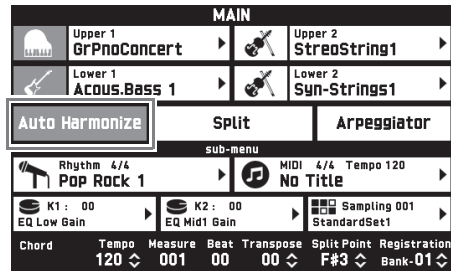 MAIN
Upper 1
GrPnoConcert
Upper 2
StreoString1
Lower 1
Acous.Bass 1
Lower 2
Syn-Strings1
Auto Harmonize
Split
Arpeggiator
sub-menu
Rhythm 4/4
Pop Rock 1
MIDI 4/4 Tempo 120
No Title
K1: 00
EQ Low Gain
K2: 00
EQ Mid1 Gain
Sampling 001
StandardSet1
Chord Tempo Measure Beat Transpose Split Point Registration
120 001 00 00 F#3 Bank-01